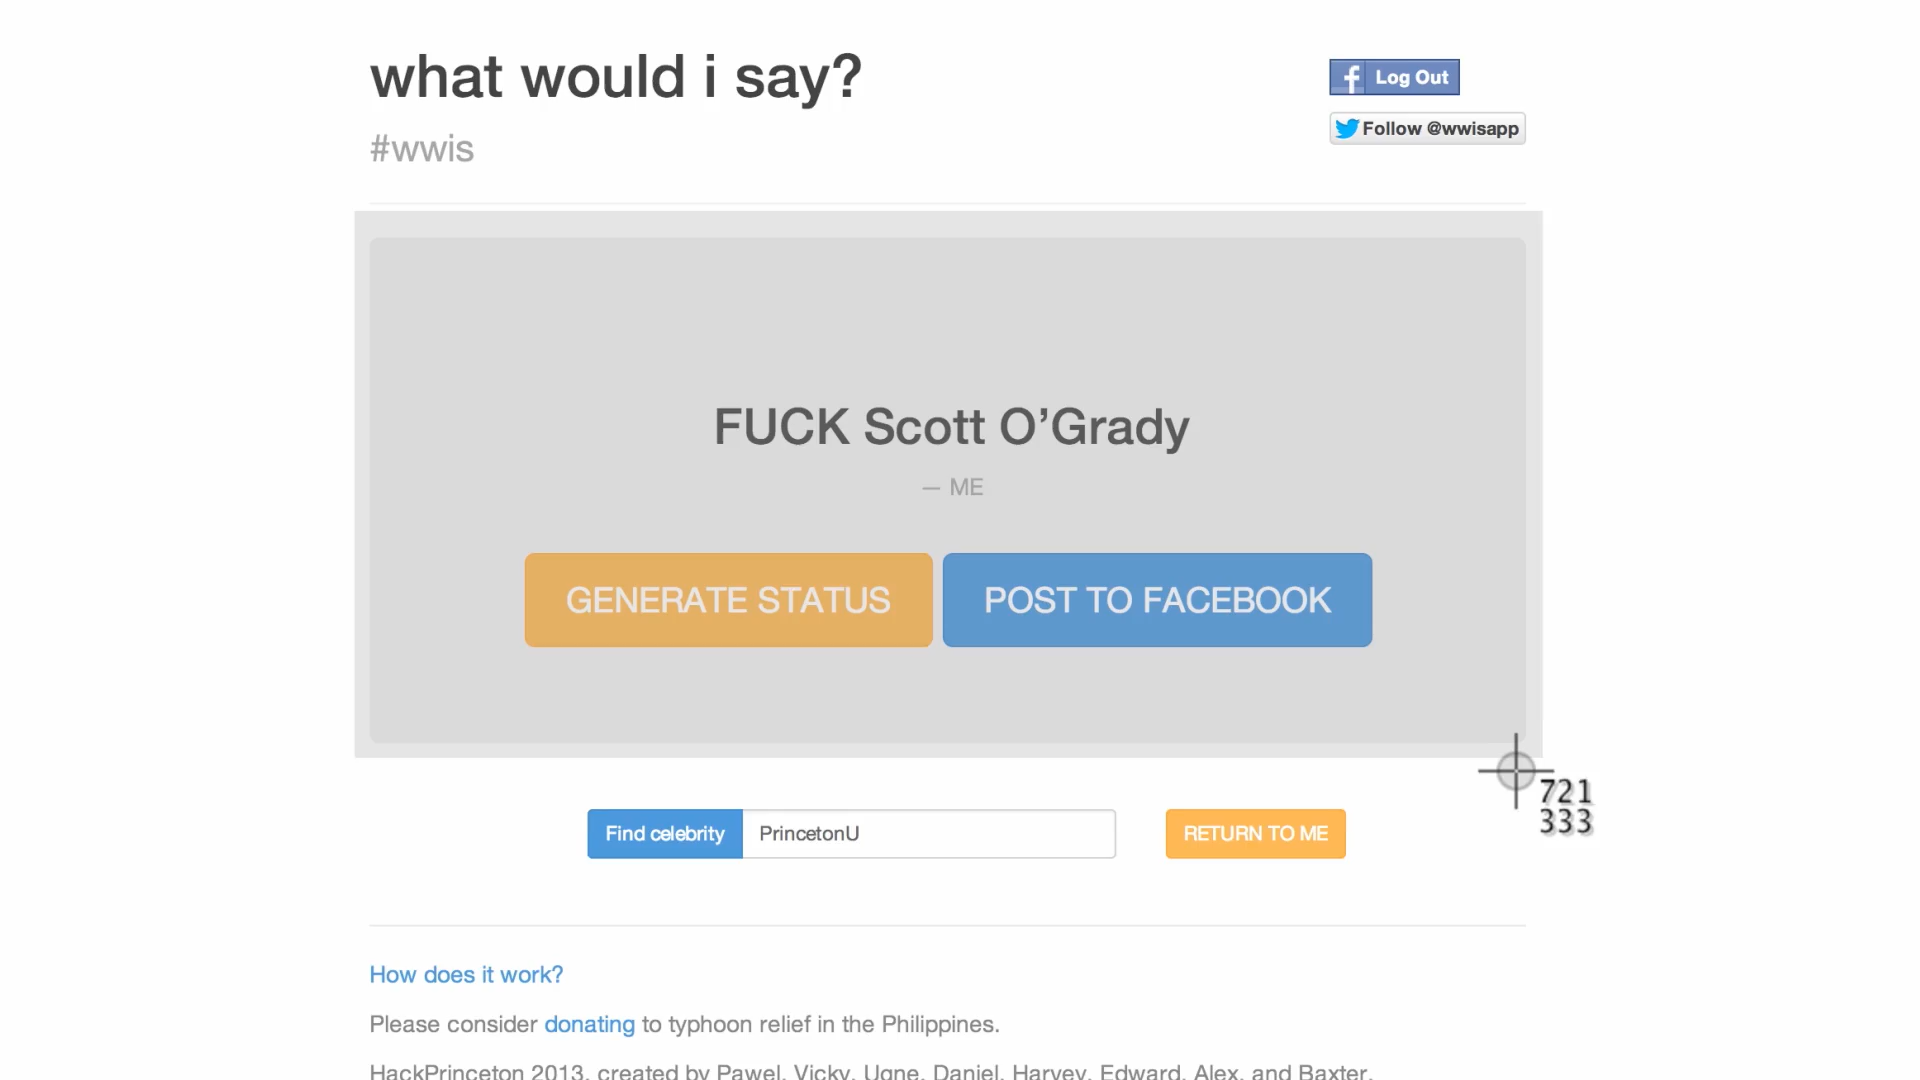 what would i say?
#wwis
Log Out
Follow @wwisapp
FUCK Scott O’Grady
— ME
GENERATE STATUS
POST TO FACEBOOK
721
333
Find celebrity
PrincetonU
RETURN TO ME
How does it work?
Please consider donating to typhoon relief in the Philippines.
HackPrinceton 2013, created by Pawel, Vicky, Ugne, Daniel, Harvey, Edward, Alex, and Baxter.